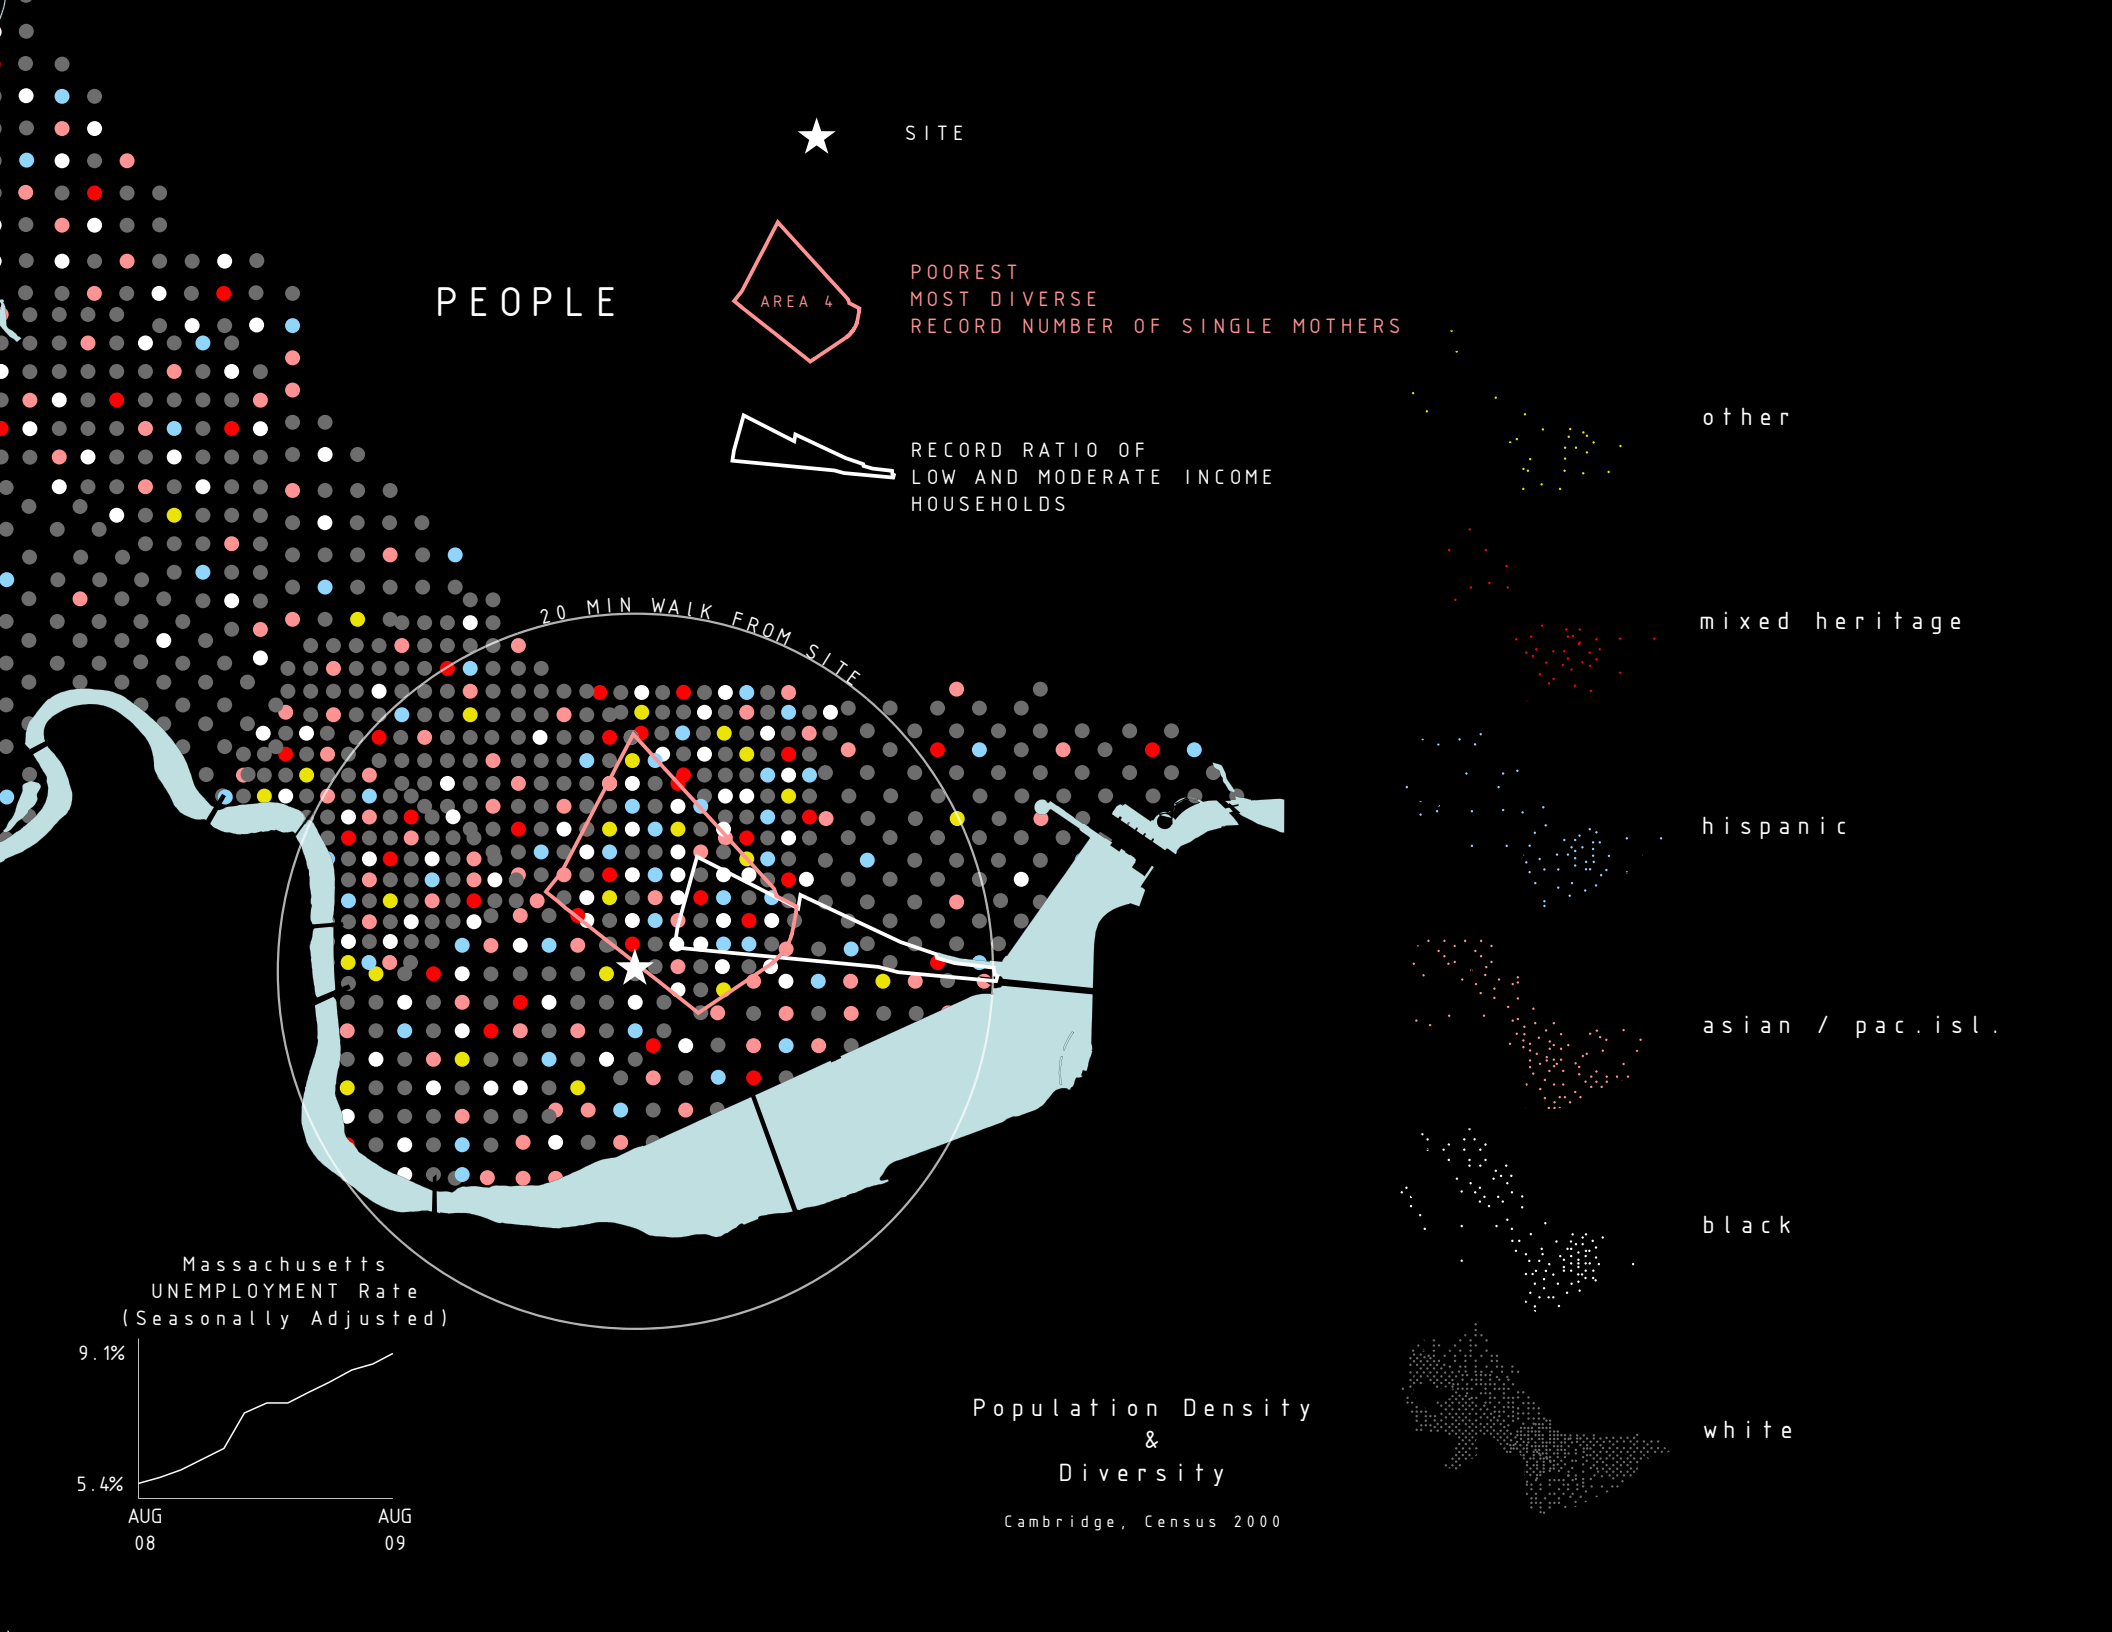 SITE
PEOPLE
AREA 4
POOREST
MOST DIVERSE
RECORD NUMBER OF SINGLE MOTHERS
RECORD RATIO OF
LOW AND MODERATE INCOME
HOUSEHOLDS
20 MIN WALK FROM SITE
other
mixed heritage
hispanic
asian / pac.isl.
black
white
Massachusetts
UNEMPLOYMENT Rate
(Seasonally Adjusted)
9.1%
5.4%
AUG
08
AUG
09
Population Density
&
Diversity
Cambridge, Census 2000